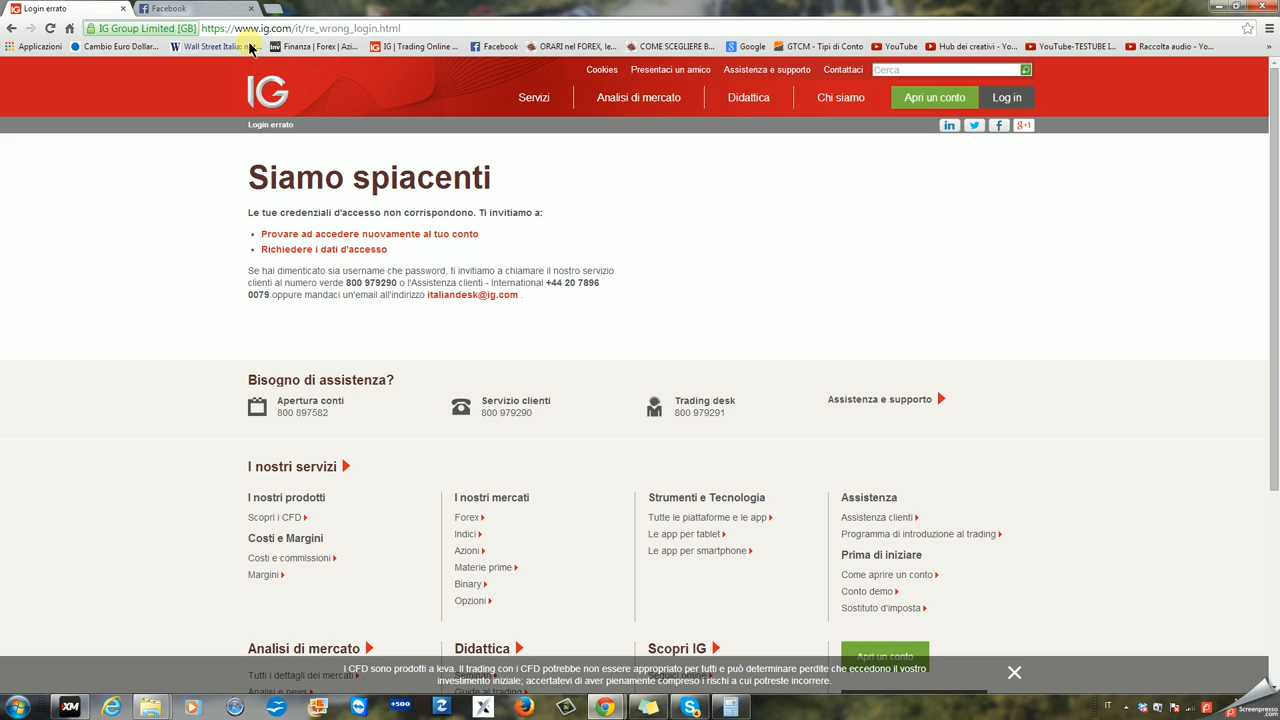 Login errato
Facebook
IG Group Limited [GB] https://www.ig.com/it/re_wrong_login.html
Applicazioni Cambio Euro Dollar... Wall Street Italia: Finanza | Forex | Azi... IG | Trading Online ... Facebook ORARI nel FOREX, le... COME SCEGLIERE B... Google GTCM - Tipi di Conto YouTube Hub dei creativi - Yo... YouTube-TESTUBE I... Raccolta audio - Yo... »
Cookies Presentaci un amico Assistenza e supporto Contattaci Cerca
IG
Servizi Analisi di mercato Didattica Chi siamo Apri un conto Log in
Login errato
in f g+1
Siamo spiacenti
Le tue credenziali d'accesso non corrispondono. Ti invitiamo a:
• Provare ad accedere nuovamente al tuo conto
• Richiedere i dati d'accesso
Se hai dimenticato sia username che password, ti invitiamo a chiamare il nostro servizio
clienti al numero verde 800 979290 o l'Assistenza clienti - International +44 20 7896
0079 oppure mandaci un'email all'indirizzo italiandesk@ig.com .
Bisogno di assistenza?
Apertura conti
800 897582
Servizio clienti
800 979290
Trading desk
800 979291
Assistenza e supporto
I nostri servizi
I nostri prodotti
Scopri i CFD
Costi e Margini
Costi e commissioni
Margini
I nostri mercati
Forex
Indici
Azioni
Materie prime
Binary
Opzioni
Strumenti e Tecnologia
Tutte le piattaforme e le app
Le app per tablet
Le app per smartphone
Assistenza
Assistenza clienti
Programma di introduzione al trading
Prima di iniziare
Come aprire un conto
Conto demo
Sostituto d'imposta
Analisi di mercato
Tutti i dettagli dei mercati
Analisi e news
Didattica
Seminari
Guide al trading
Scopri IG
Seguici online
Apri un conto
I CFD sono prodotti a leva. Il trading con i CFD potrebbe non essere appropriato per tutti e può determinare perdite che eccedono il vostro
investimento iniziale; accertatevi di aver pienamente compreso i rischi a cui potreste incorrere.
XM +500 Z X S IT
Screenpresso
.com